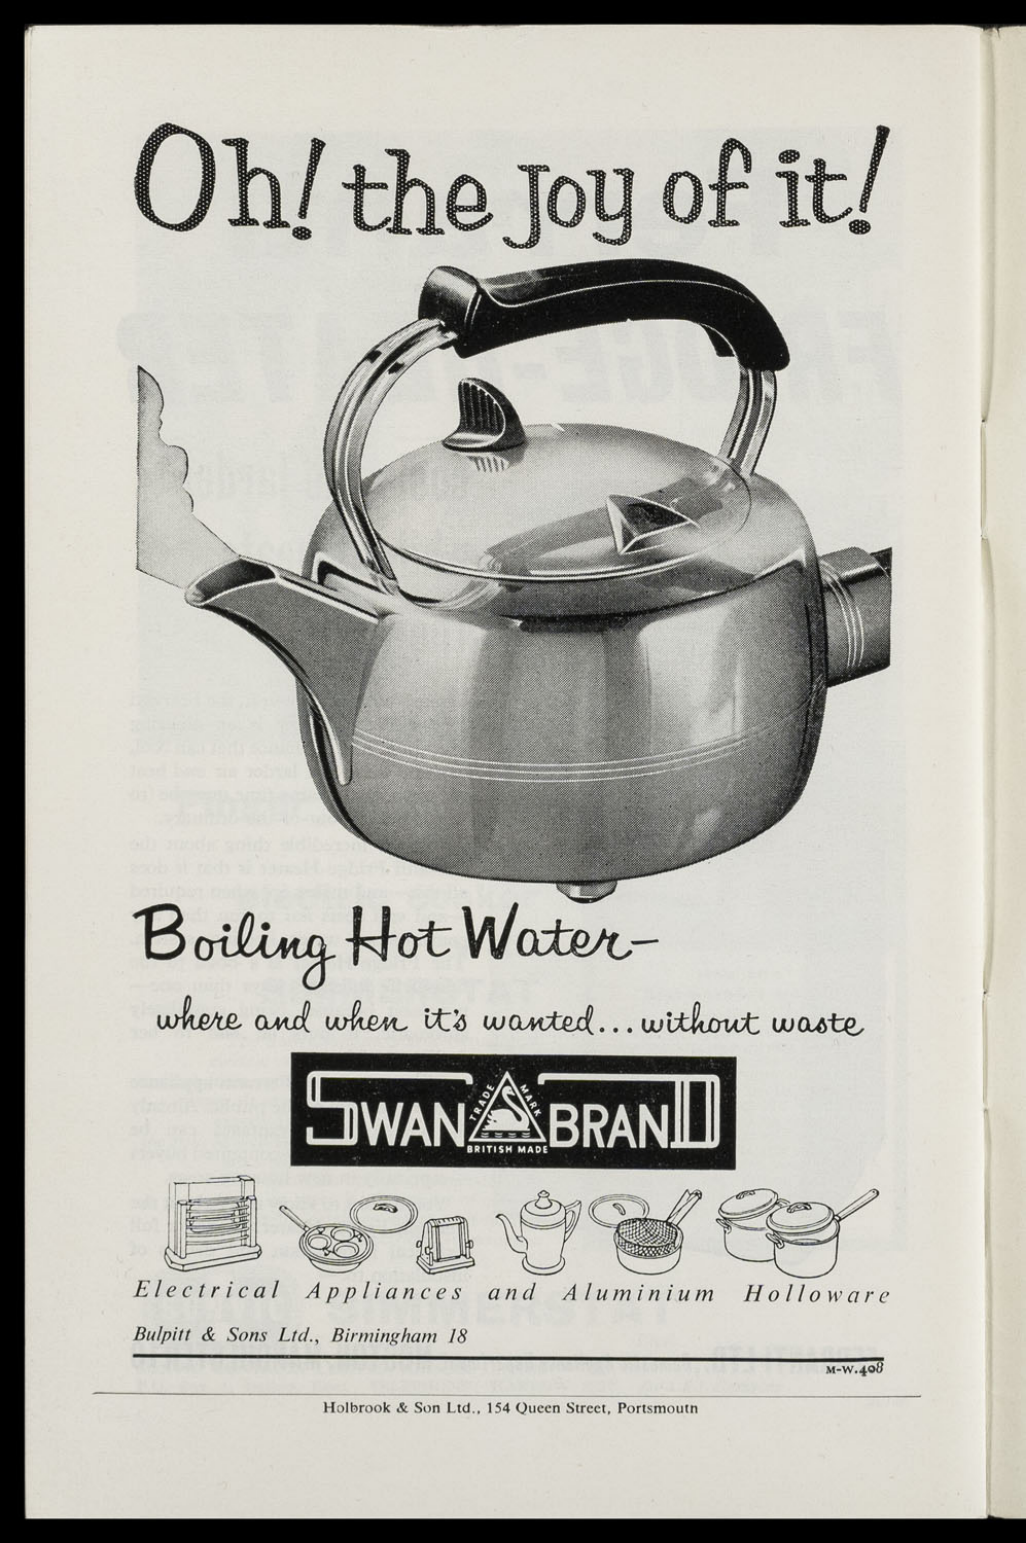 Oh! the Joy of it!
Boiling Hot Water–
where and when it's wanted... without waste
SWAN BRAND
TRADE MARK
BRITISH MADE
Electrical Appliances and Aluminium Holloware
Bulpitt & Sons Ltd., Birmingham 18
M-W.408
Holbrook & Son Ltd., 154 Queen Street, Portsmouth